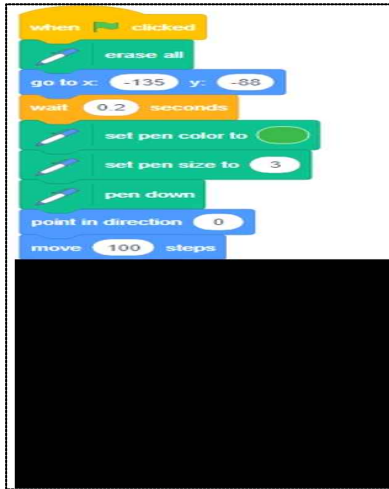 when clicked
erase all
go to x: -135 y: -88
wait 0.2 seconds
set pen color to
set pen size to 3
pen down
point in direction 0
move 100 steps